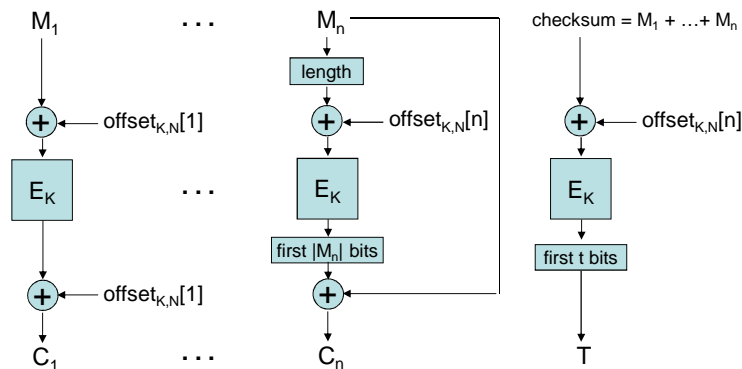 M1 ... Mn checksum = M1 + ...+ Mn
length
+ offsetK,N[1] + offsetK,N[n] + offsetK,N[n]
EK ... EK EK
first |Mn| bits first t bits
+ offsetK,N[1] +
C1 ... Cn T